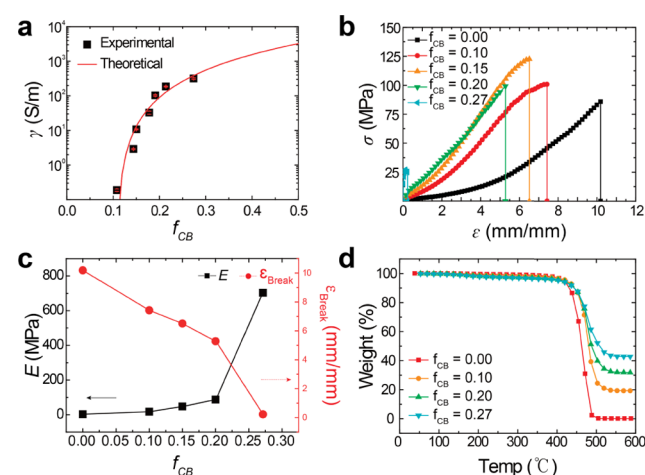 a
γ (S/m)
10⁴
10³
10²
10¹
10⁰
Experimental
Theoretical
0.0 0.1 0.2 0.3 0.4 0.5
f_CB
b
σ (MPa)
150
125
100
75
50
25
0
f_CB = 0.00
f_CB = 0.10
f_CB = 0.15
f_CB = 0.20
f_CB = 0.27
0 2 4 6 8 10 12
ε (mm/mm)
c
E (MPa)
800
600
400
200
0
E ε_Break
10
8
6
4
2
0
ε_Break (mm/mm)
0.00 0.05 0.10 0.15 0.20 0.25 0.30
f_CB
d
Weight (%)
100
80
60
40
20
0
f_CB = 0.00
f_CB = 0.10
f_CB = 0.20
f_CB = 0.27
0 100 200 300 400 500 600
Temp (℃)